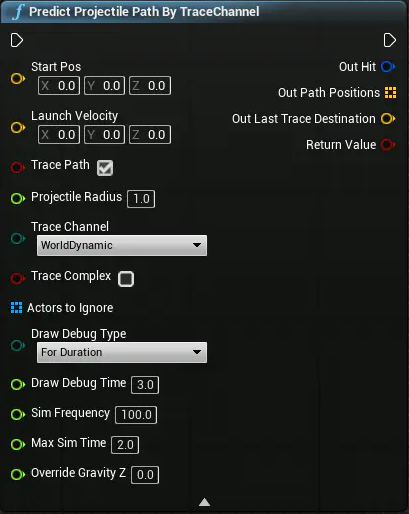 f Predict Projectile Path By TraceChannel
Start Pos
X 0.0 Y 0.0 Z 0.0
Out Hit
Out Path Positions
Launch Velocity
X 0.0 Y 0.0 Z 0.0
Out Last Trace Destination
Return Value
Trace Path
Projectile Radius 1.0
Trace Channel
WorldDynamic
Trace Complex
Actors to Ignore
Draw Debug Type
For Duration
Draw Debug Time 3.0
Sim Frequency 100.0
Max Sim Time 2.0
Override Gravity Z 0.0